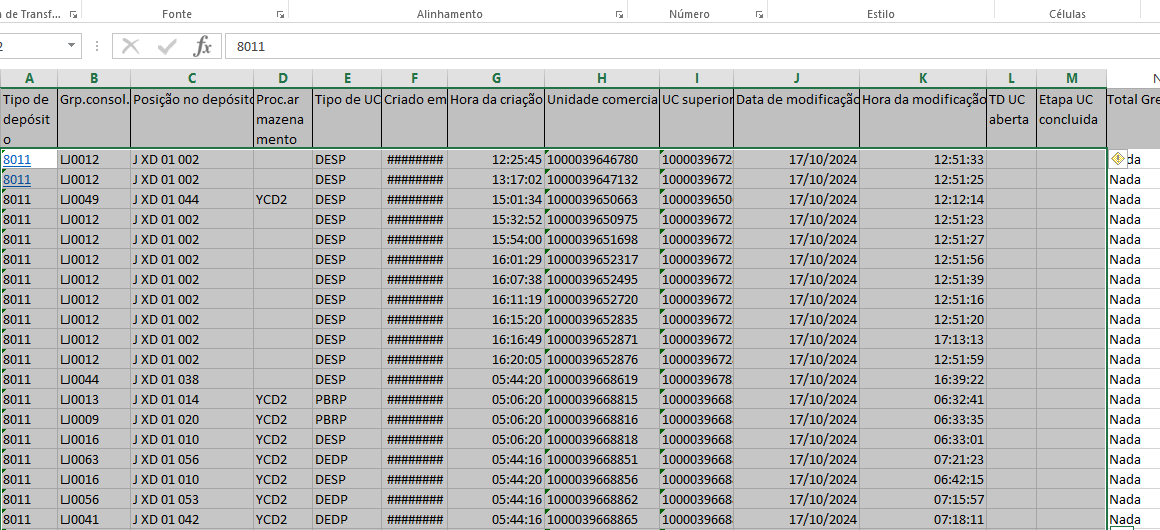 de Transf... Fonte Alinhamento Número Estilo Células
2 fx 8011
A B C D E F G H I J K L M N
Tipo de depósito Grp.consol. Posição no depósito Proc.armazenamento Tipo de UC Criado em Hora da criação Unidade comercia UC superior Data de modificação Hora da modificação TD UC aberta Etapa UC concluida Total Gre
8011 LJ0012 J XD 01 002 DESP ######## 12:25:45 1000039646780 1000039672 17/10/2024 12:51:33 da
8011 LJ0012 J XD 01 002 DESP ######## 13:17:02 1000039647132 1000039672 17/10/2024 12:51:25 Nada
8011 LJ0049 J XD 01 044 YCD2 DESP ######## 15:01:34 1000039650663 100003965 17/10/2024 12:12:14 Nada
8011 LJ0012 J XD 01 002 DESP ######## 15:32:52 1000039650975 1000039672 17/10/2024 12:51:23 Nada
8011 LJ0012 J XD 01 002 DESP ######## 15:54:00 1000039651698 1000039672 17/10/2024 12:51:27 Nada
8011 LJ0012 J XD 01 002 DESP ######## 16:01:29 1000039652317 1000039672 17/10/2024 12:51:56 Nada
8011 LJ0012 J XD 01 002 DESP ######## 16:07:38 1000039652495 1000039672 17/10/2024 12:51:39 Nada
8011 LJ0012 J XD 01 002 DESP ######## 16:11:19 1000039652720 1000039672 17/10/2024 12:51:16 Nada
8011 LJ0012 J XD 01 002 DESP ######## 16:15:20 1000039652835 1000039672 17/10/2024 12:51:20 Nada
8011 LJ0012 J XD 01 002 DESP ######## 16:16:49 1000039652871 1000039672 17/10/2024 17:13:13 Nada
8011 LJ0012 J XD 01 002 DESP ######## 16:20:05 1000039652876 1000039672 17/10/2024 12:51:59 Nada
8011 LJ0044 J XD 01 038 DESP ######## 05:44:20 1000039668619 1000039678 17/10/2024 16:39:22 Nada
8011 LJ0013 J XD 01 014 YCD2 PBRP ######## 05:06:20 1000039668815 1000039668 17/10/2024 06:32:41 Nada
8011 LJ0009 J XD 01 020 YCD2 PBRP ######## 05:06:20 1000039668816 1000039668 17/10/2024 06:33:35 Nada
8011 LJ0016 J XD 01 010 YCD2 DESP ######## 05:06:20 1000039668818 1000039668 17/10/2024 06:33:01 Nada
8011 LJ0063 J XD 01 056 YCD2 DEDP ######## 05:44:16 1000039668851 1000039668 17/10/2024 07:21:23 Nada
8011 LJ0016 J XD 01 010 YCD2 DESP ######## 05:44:20 1000039668856 1000039668 17/10/2024 06:42:15 Nada
8011 LJ0056 J XD 01 053 YCD2 DEDP ######## 05:44:16 1000039668862 1000039668 17/10/2024 07:15:57 Nada
8011 LJ0041 J XD 01 042 YCD2 DEDP ######## 05:44:16 1000039668865 1000039668 17/10/2024 07:18:11 Nada